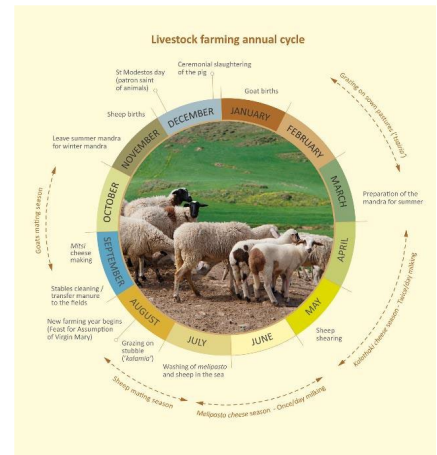 Livestock farming annual cycle
St Modestos day
(patron saint
of animals)
Ceremonial slaughtering
of the pig
Goat births
Sheep births
Leave summer mandra
for winter mandra
JANUARY
FEBRUARY
MARCH
APRIL
MAY
JUNE
JULY
AUGUST
SEPTEMBER
OCTOBER
NOVEMBER
DECEMBER
Grazing on sown pastures ('tsairia')
Preparation of the
mandra for summer
Kalathaki cheese season - Twice/day milking
Sheep
shearing
Melipasto cheese season - Once/day milking
Washing of melipasto
and sheep in the sea
Sheep mating season
Grazing on
stubble
('kalamia')
New farming year begins
(Feast for Assumption
of Virgin Mary)
Stables cleaning /
transfer manure
to the fields
Mitsi
cheese
making
Goats mating season